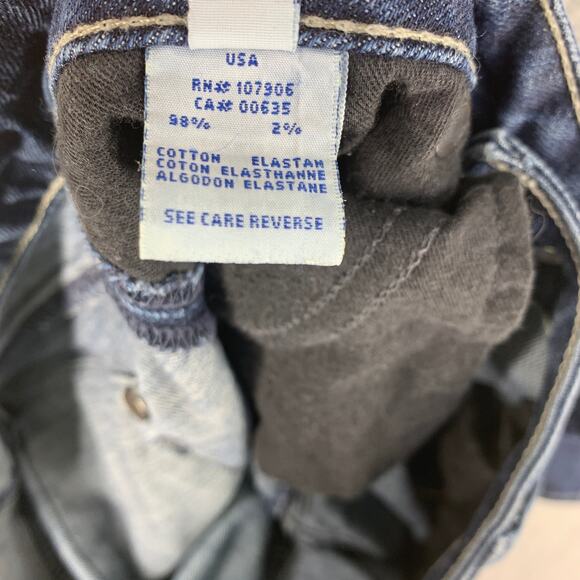 USA
RN# 107906
CA# 00635
98% 2%
COTTON ELASTAN
COTON ELASTHANNE
ALGODON ELASTANE
SEE CARE REVERSE